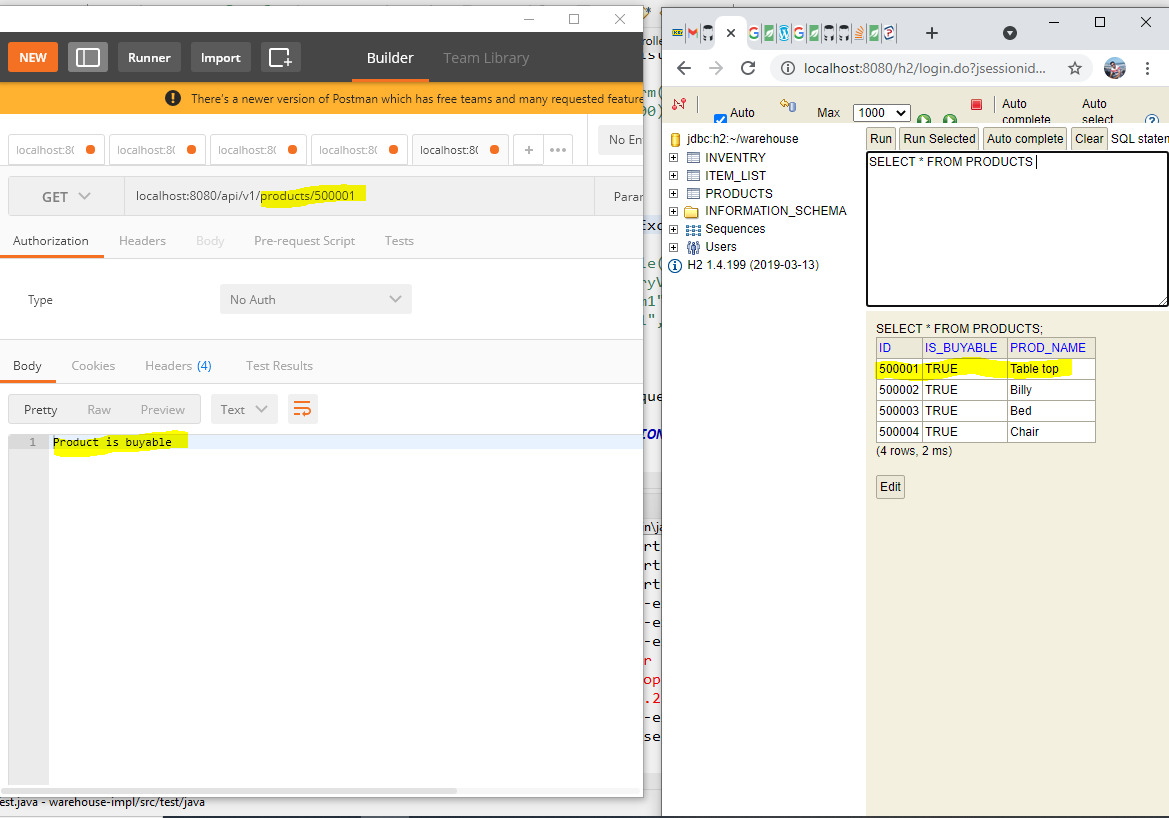 NEW
Runner
Import
Builder
Team Library
There's a newer version of Postman which has free teams and many requested feature
localhost:80
localhost:80
localhost:80
localhost:80
localhost:80
+
No En
GET
localhost:8080/api/v1/products/500001
Paran
Authorization
Headers
Body
Pre-request Script
Tests
Type
No Auth
Body
Cookies
Headers (4)
Test Results
Pretty
Raw
Preview
Text
1
Product is buyable
est.java - warehouse-impl/src/test/java
localhost:8080/h2/login.do?jsessionid...
Auto
Max
1000
Auto
complete
Auto
select
jdbc:h2:~/warehouse
INVENTRY
ITEM_LIST
PRODUCTS
INFORMATION_SCHEMA
Sequences
Users
H2 1.4.199 (2019-03-13)
Run
Run Selected
Auto complete
Clear
SQL statem
SELECT * FROM PRODUCTS
SELECT * FROM PRODUCTS;
ID IS_BUYABLE PROD_NAME
500001 TRUE Table top
500002 TRUE Billy
500003 TRUE Bed
500004 TRUE Chair
(4 rows, 2 ms)
Edit